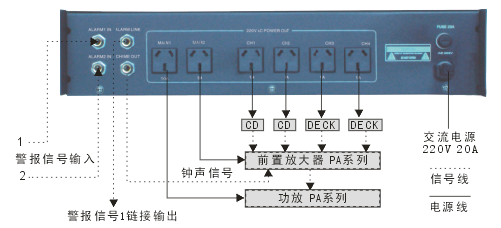 ALARM1 IN
ALARM LINK
ALARM2 IN
CHIME OUT
220V I/O POWER OUT
MAIN1
CH1
CH2
CH3
CH4
CD
CD
DECK
DECK
1
警报信号输入
2
钟声信号
前置放大器 PA系列
功放 PA系列
警报信号1链接输出
交流电源
220V 20A
信号线
电源线